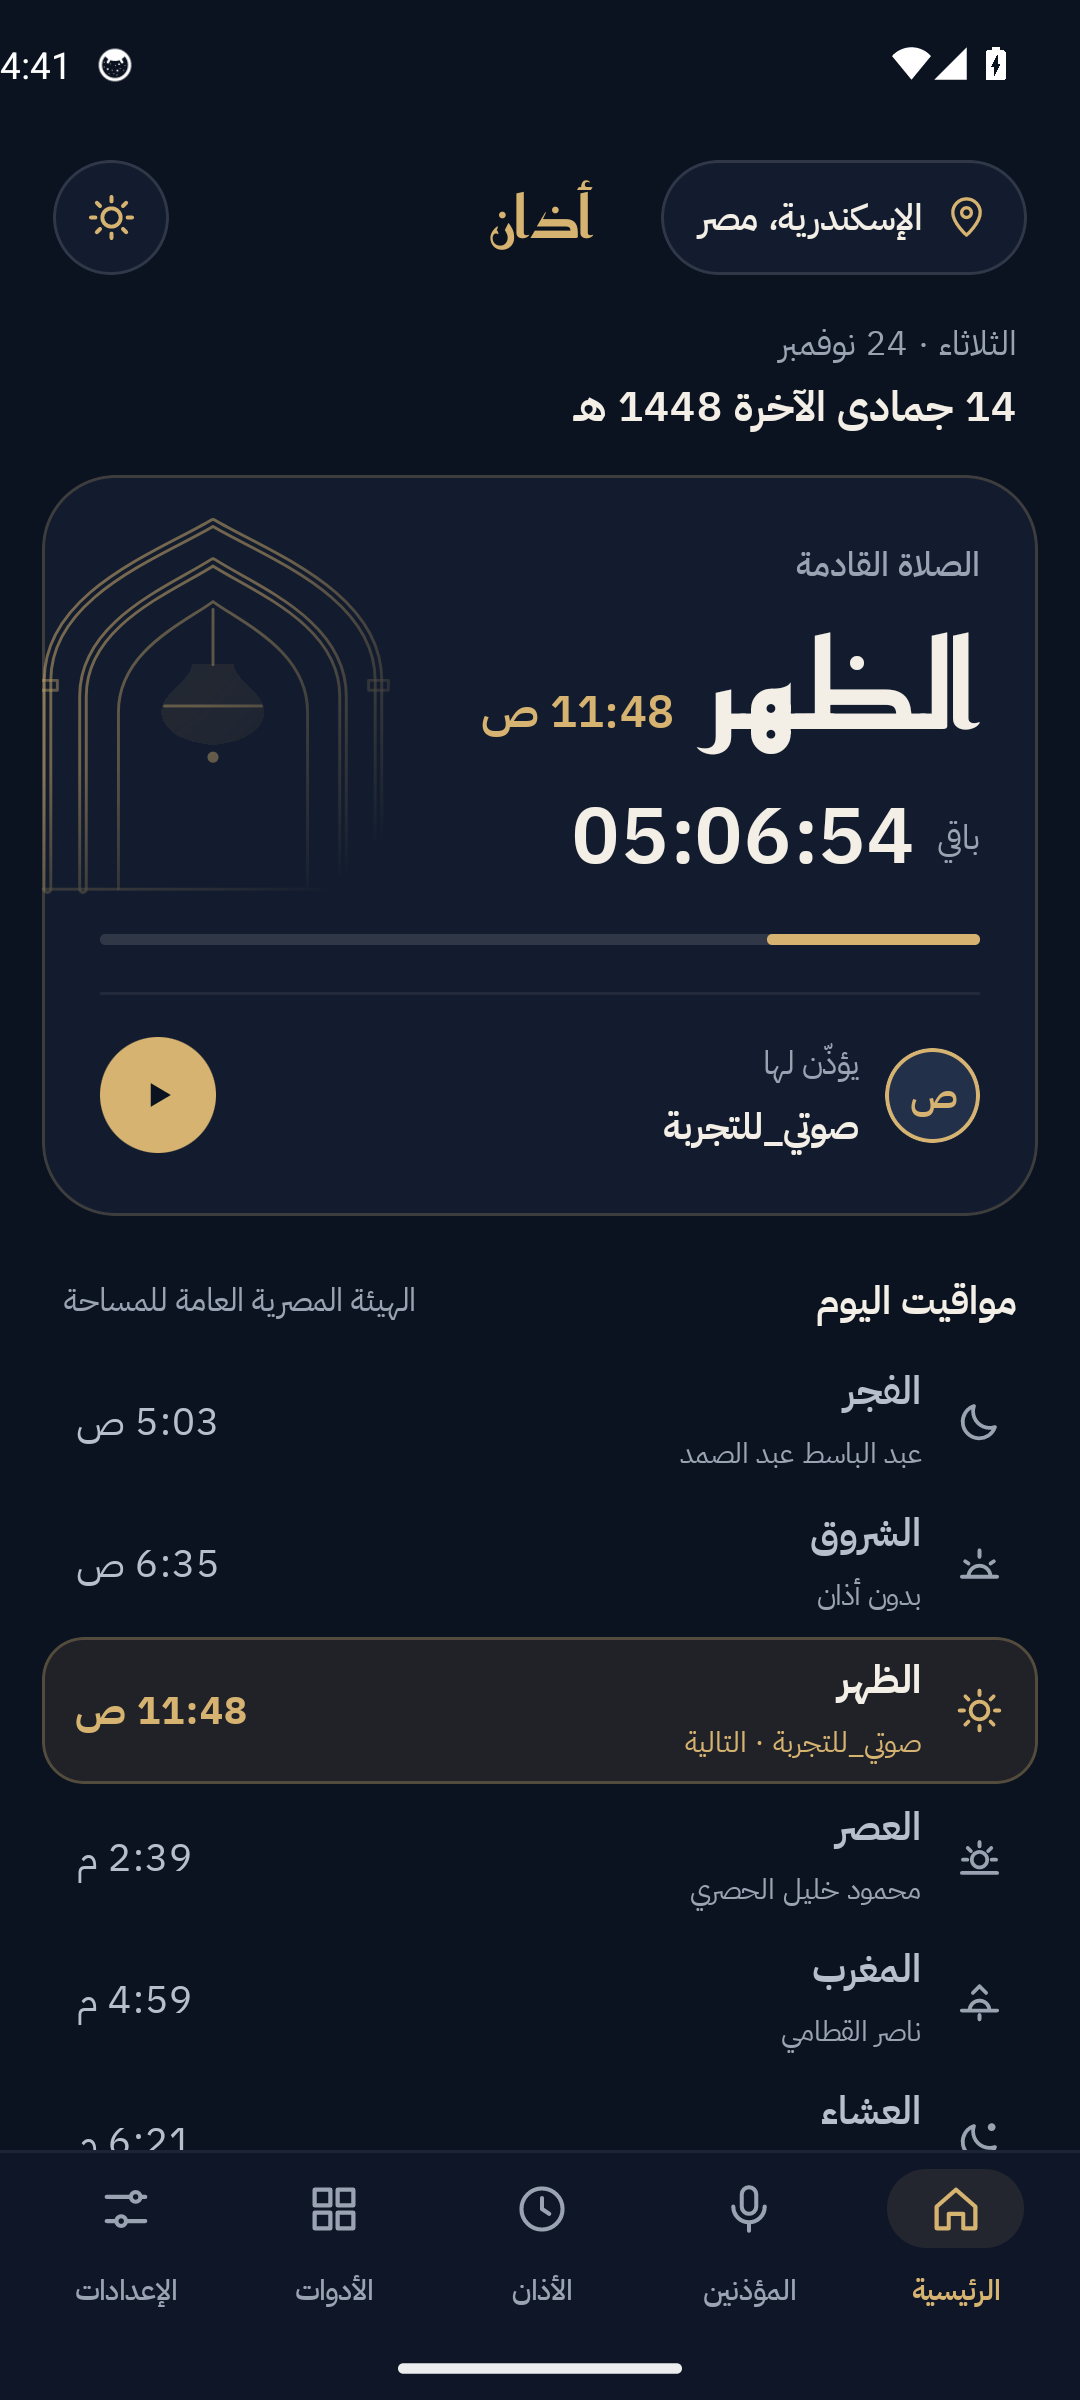 4:41
الإسكندرية، مصر
أذان
الثلاثاء · 24 نوفمبر
14 جمادى الآخرة 1448 هـ
الصلاة القادمة
الظهر 11:48 ص
باقي 05:06:54
ص
يؤذّن لها
صوتي_للتجربة
مواقيت اليوم
الهيئة المصرية العامة للمساحة
الفجر
عبد الباسط عبد الصمد
5:03 ص
الشروق
بدون أذان
6:35 ص
الظهر
صوتي_للتجربة · التالية
11:48 ص
العصر
محمود خليل الحصري
2:39 م
المغرب
ناصر القطامي
4:59 م
العشاء
6:21 م
الرئيسية
المؤذنين
الأذان
الأدوات
الإعدادات